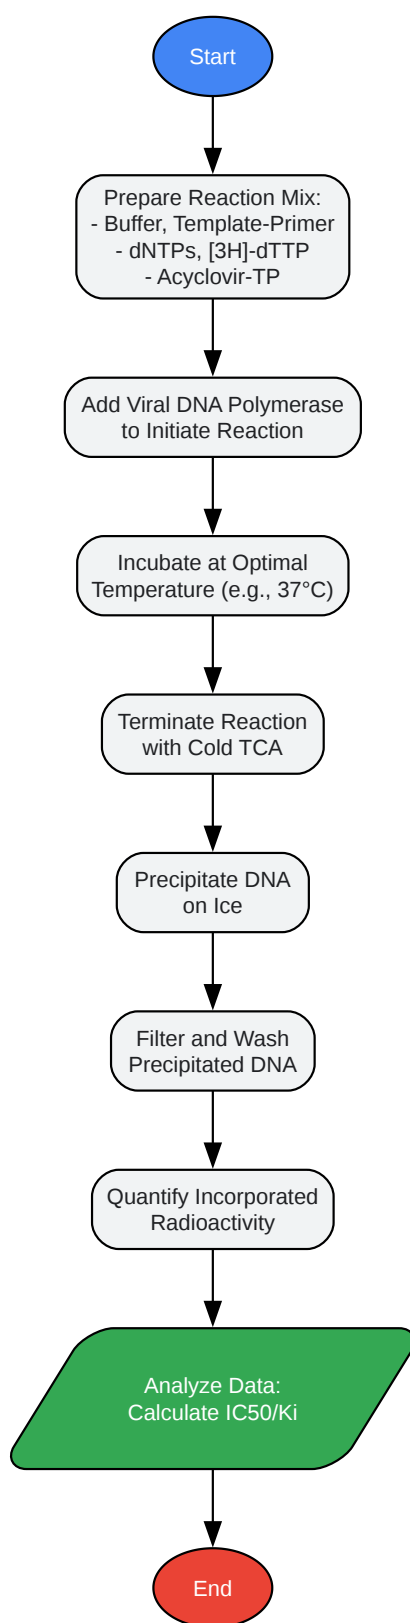 Start
Prepare Reaction Mix:
- Buffer, Template-Primer
- dNTPs, [3H]-dTTP
- Acyclovir-TP
Add Viral DNA Polymerase
to Initiate Reaction
Incubate at Optimal
Temperature (e.g., 37°C)
Terminate Reaction
with Cold TCA
Precipitate DNA
on Ice
Filter and Wash
Precipitated DNA
Quantify Incorporated
Radioactivity
Analyze Data:
Calculate IC50/Ki
End